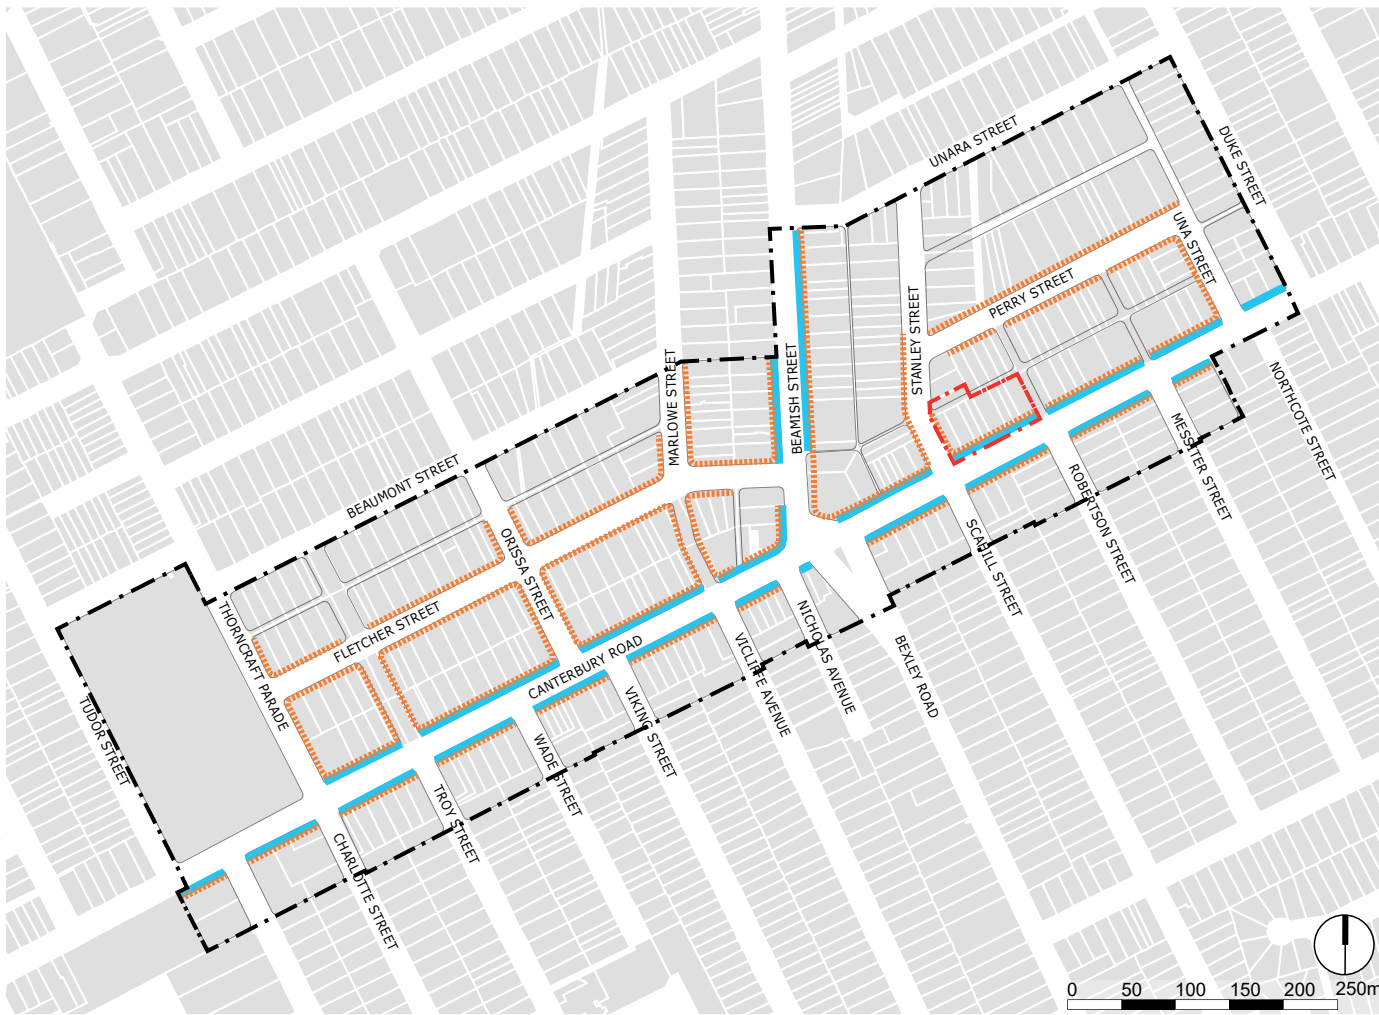 UNARA STREET
DUKE STREET
UNA STREET
PERRY STREET
STANLEY STREET
BEAMISH STREET
MARLOWE STREET
NORTHCOTE STREET
MESSITER STREET
BEAUMONT STREET
ROBERTSON STREET
SCAHILL STREET
ORISSA STREET
THORNCRAFT PARADE
FLETCHER STREET
NICHOLAS AVENUE
VICLIFFE AVENUE
BEXLEY ROAD
CANTERBURY ROAD
TUDOR STREET
VIKING STREET
WADE STREET
TROY STREET
CHARLOTTE STREET
0 50 100 150 200 250m